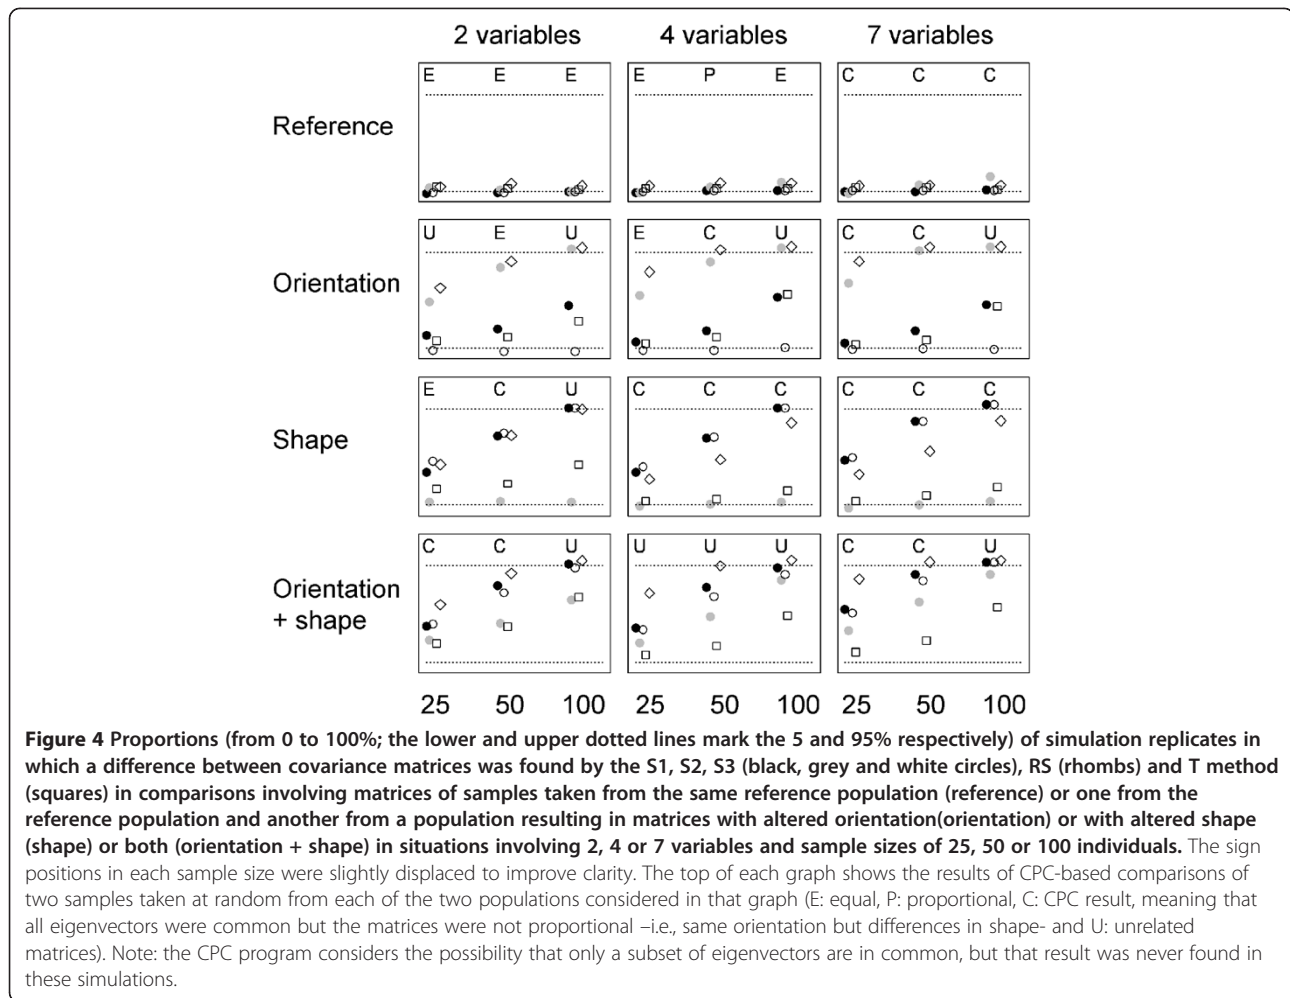 2 variables 4 variables 7 variables
E E E E P E C C C
Reference
U E U E C U C C U
Orientation
E C U C C C C C C
Shape
C C U U U U C C U
Orientation
+ shape
25 50 100 25 50 100 25 50 100
Figure 4 Proportions (from 0 to 100%; the lower and upper dotted lines mark the 5 and 95% respectively) of simulation replicates in
which a difference between covariance matrices was found by the S1, S2, S3 (black, grey and white circles), RS (rhombs) and T method
(squares) in comparisons involving matrices of samples taken from the same reference population (reference) or one from the
reference population and another from a population resulting in matrices with altered orientation(orientation) or with altered shape
(shape) or both (orientation + shape) in situations involving 2, 4 or 7 variables and sample sizes of 25, 50 or 100 individuals. The sign
positions in each sample size were slightly displaced to improve clarity. The top of each graph shows the results of CPC-based comparisons of
two samples taken at random from each of the two populations considered in that graph (E: equal, P: proportional, C: CPC result, meaning that
all eigenvectors were common but the matrices were not proportional –i.e., same orientation but differences in shape- and U: unrelated
matrices). Note: the CPC program considers the possibility that only a subset of eigenvectors are in common, but that result was never found in
these simulations.